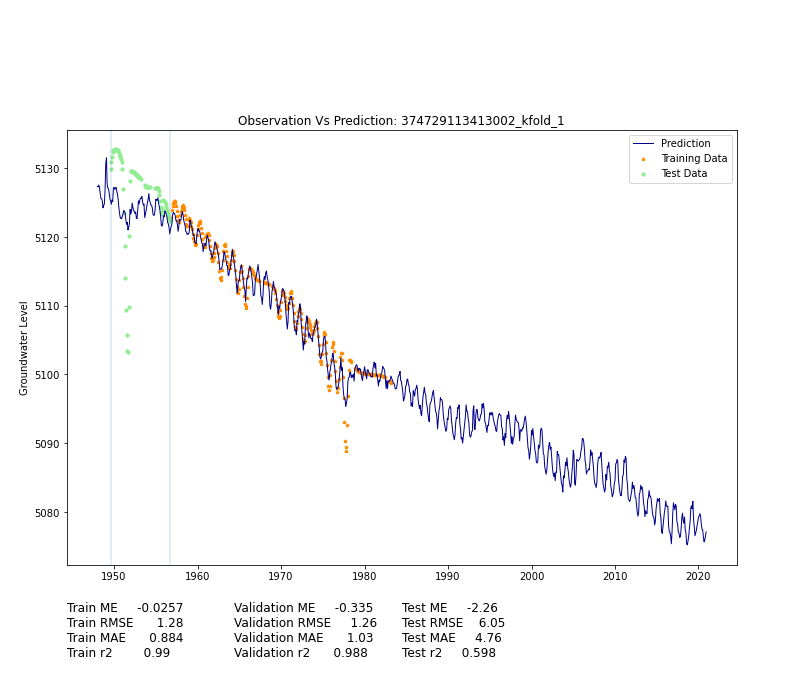 Observation Vs Prediction: 374729113413002_kfold_1
Prediction
Training Data
Test Data
Groundwater Level
5130
5120
5110
5100
5090
5080
1950 1960 1970 1980 1990 2000 2010 2020
Train ME -0.0257 Validation ME -0.335 Test ME -2.26
Train RMSE 1.28 Validation RMSE 1.26 Test RMSE 6.05
Train MAE 0.884 Validation MAE 1.03 Test MAE 4.76
Train r2 0.99 Validation r2 0.988 Test r2 0.598